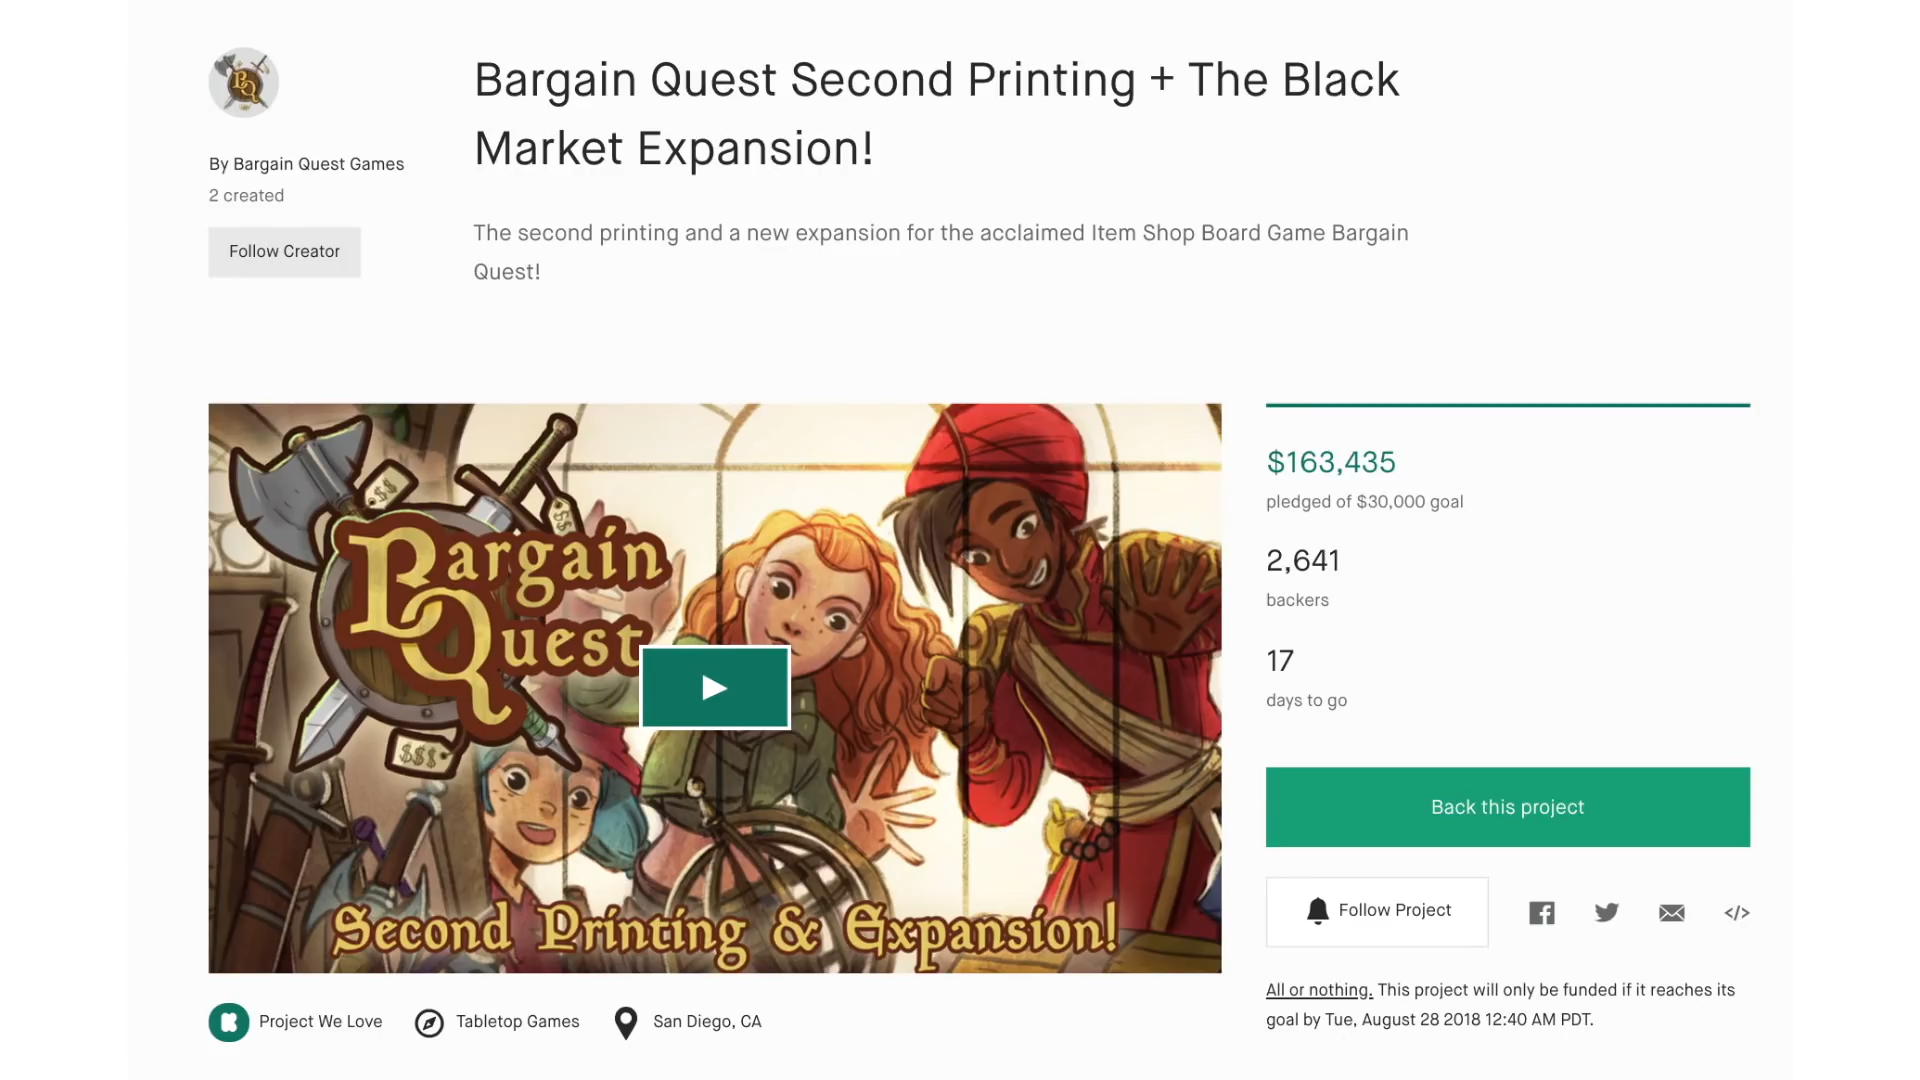 BQ
By Bargain Quest Games
2 created
Follow Creator
Bargain Quest Second Printing + The Black
Market Expansion!
The second printing and a new expansion for the acclaimed Item Shop Board Game Bargain
Quest!
$$
$$
Bargain
Quest
$$$
Second Printing & Expansion!
$163,435
pledged of $30,000 goal
2,641
backers
17
days to go
Back this project
Follow Project
</>
All or nothing. This project will only be funded if it reaches its
goal by Tue, August 28 2018 12:40 AM PDT.
Project We Love
Tabletop Games
San Diego, CA